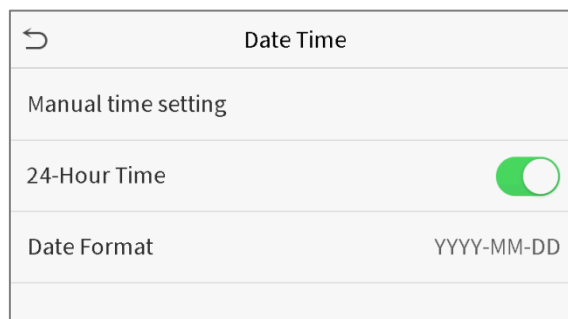 Date Time
Manual time setting
24-Hour Time
Date Format YYYY-MM-DD